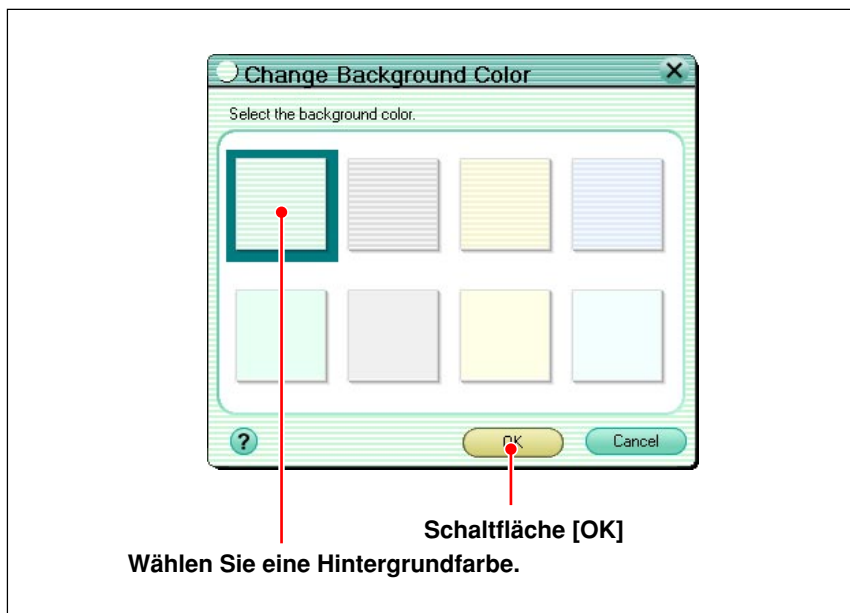 Change Background Color
Select the background color.
?
OK
Cancel
Schaltfläche [OK]
Wählen Sie eine Hintergrundfarbe.